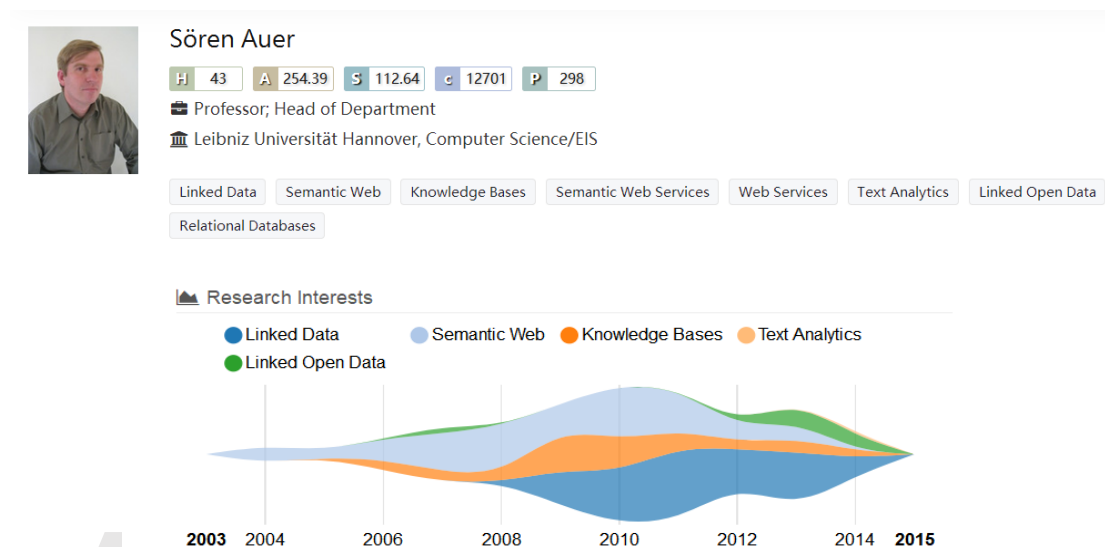 Sören Auer
H 43 A 254.39 S 112.64 c 12701 P 298
Professor; Head of Department
Leibniz Universität Hannover, Computer Science/EIS
Linked Data Semantic Web Knowledge Bases Semantic Web Services Web Services Text Analytics Linked Open Data
Relational Databases
Research Interests
Linked Data Semantic Web Knowledge Bases Text Analytics
Linked Open Data
2003 2004 2006 2008 2010 2012 2014 2015